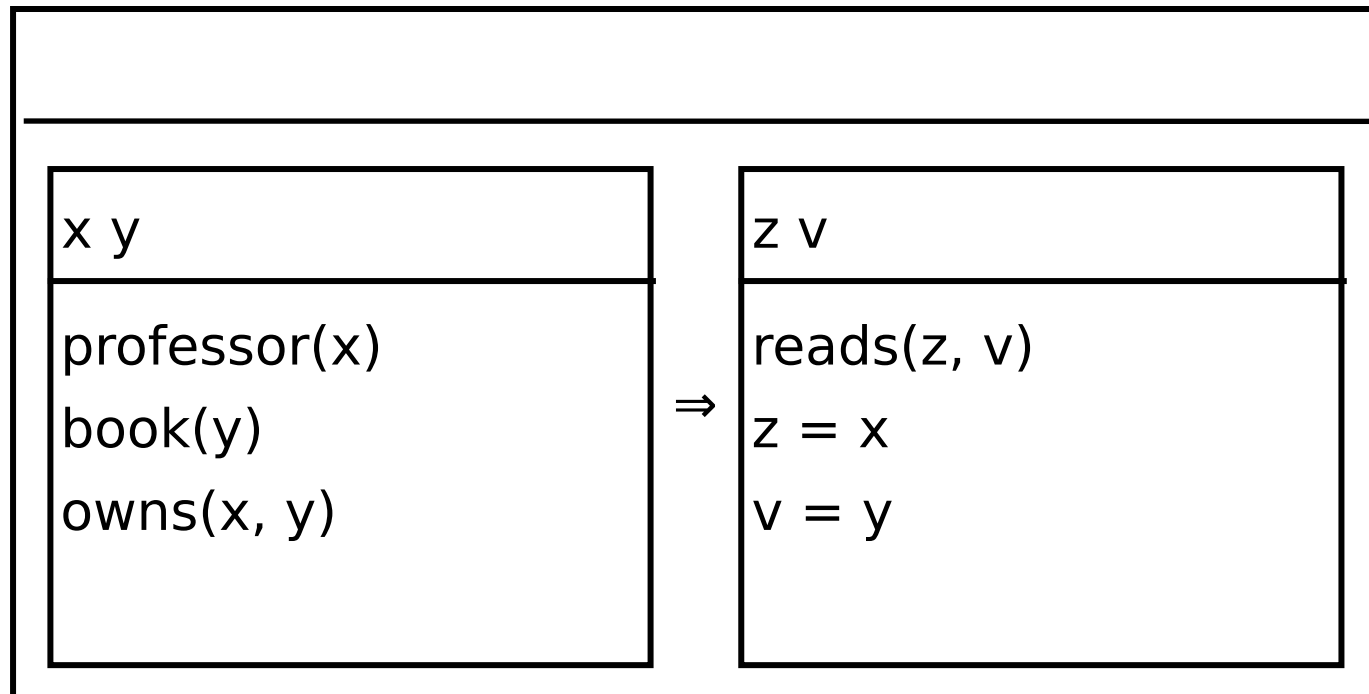 x y
professor(x)
book(y)
owns(x, y)
⇒
z v
reads(z, v)
z = x
v = y